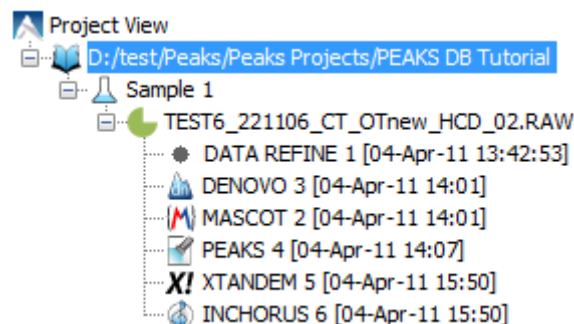 Project View
D:/test/Peaks/Peaks Projects/PEAKS DB Tutorial
Sample 1
TEST6_221106_CT_OTnew_HCD_02.RAW
DATA REFINE 1 [04-Apr-11 13:42:53]
DENOVO 3 [04-Apr-11 14:01]
MASCOT 2 [04-Apr-11 14:01]
PEAKS 4 [04-Apr-11 14:07]
X! XTANDEM 5 [04-Apr-11 15:50]
INCHORUS 6 [04-Apr-11 15:50]